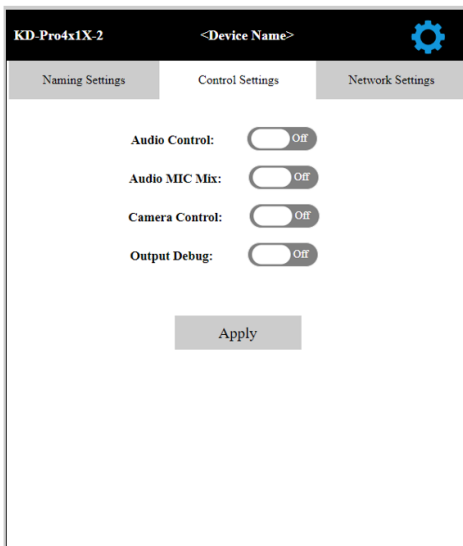 KD-Pro4x1X-2 <Device Name>
Naming Settings Control Settings Network Settings
Audio Control: Off
Audio MIC Mix: Off
Camera Control: Off
Output Debug: Off
Apply